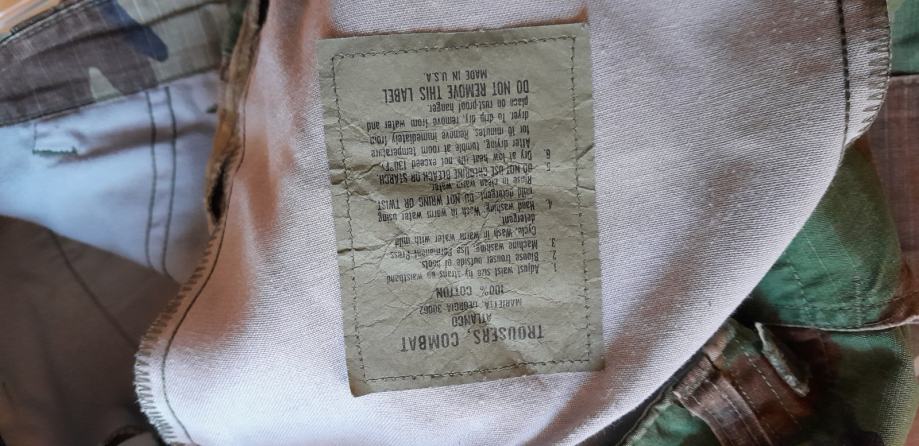 TROUSERS, COMBAT
ATLANCO
MARIETTA, GEORGIA 30062
100% COTTON
1. Adjust waist size by straps on waistband
2. Blouse trouser outside of boots.
3. Machine washing: Use Permanent Press
Cycle. Wash in warm water with mild
detergent.
4. Hand washing: Wash in warm water using
mild detergent. Do NOT WRING OR TWIST
Rinse in clean warm water.
5. DO NOT USE CHLORINE BLEACH OR STARCH.
6. Dry at low heat (do not exceed 130°F).
After drying, tumble at room temperature
for 10 minutes. Remove immediately from
dryer. To drip dry, remove from water and
place on rust proof hanger.
DO NOT REMOVE THIS LABEL
MADE IN U.S.A.